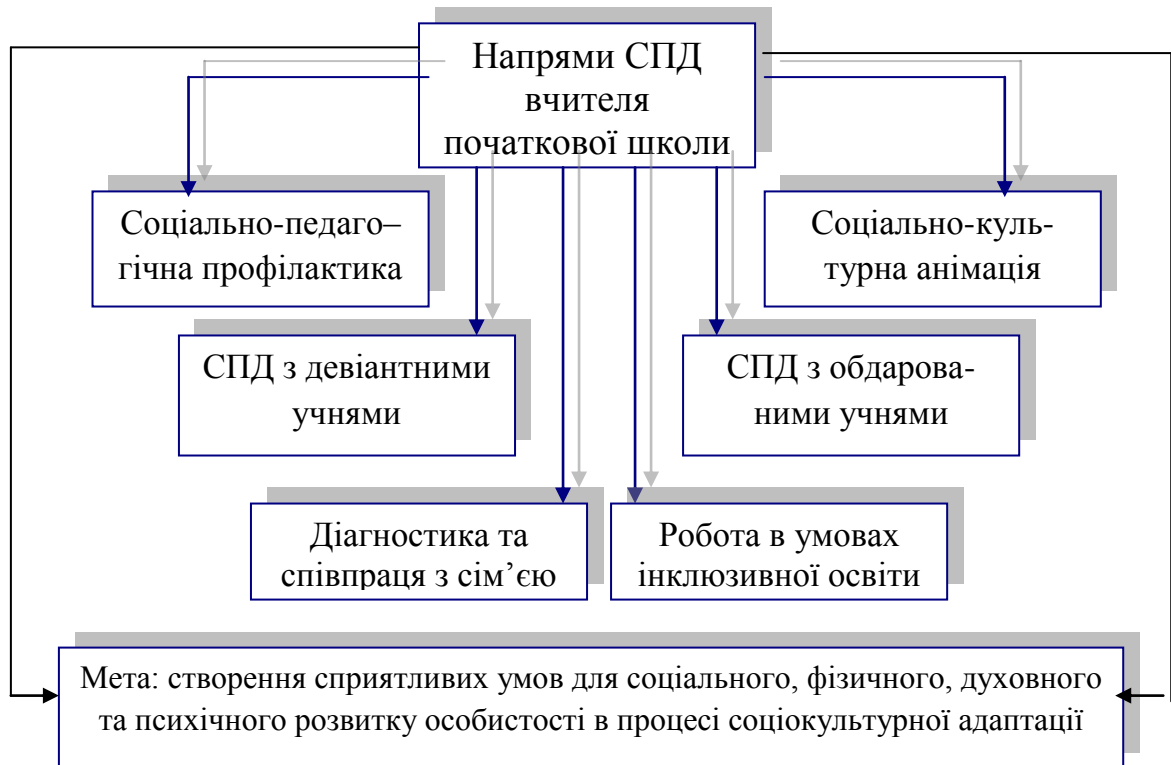 Напрями СПД
вчителя
початкової школи
Соціально-педаго–
гічна профілактика
Соціально-куль-
турна анімація
СПД з девіантними
учнями
СПД з обдарова-
ними учнями
Діагностика та
співпраця з сім’єю
Робота в умовах
інклюзивної освіти
Мета: створення сприятливих умов для соціального, фізичного, духовного
та психічного розвитку особистості в процесі соціокультурної адаптації